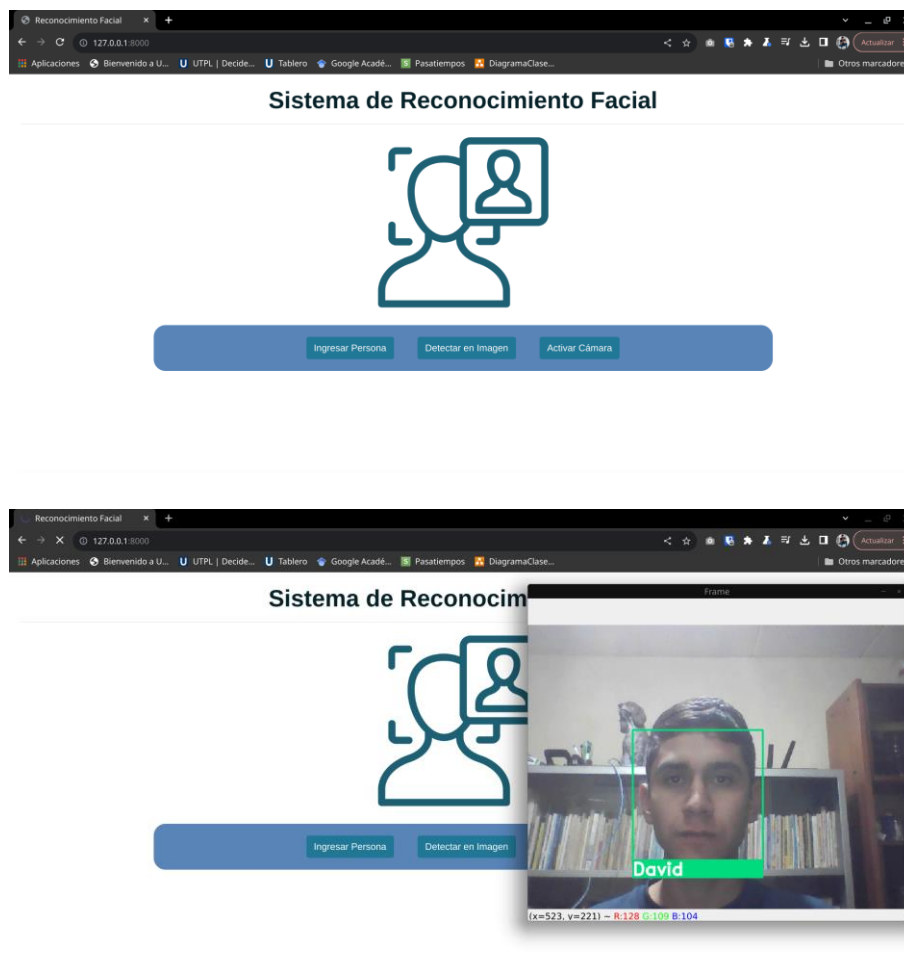 Reconocimiento Facial
127.0.0.1:8000
Actualizar
Aplicaciones Bienvenido a U... UTPL | Decide... Tablero Google Acadé... Pasatiempos DiagramaClase... Otros marcadore
Sistema de Reconocimiento Facial
Ingresar Persona Detectar en Imagen Activar Cámara
Reconocimiento Facial
127.0.0.1:8000
Actualizar
Aplicaciones Bienvenido a U... UTPL | Decide... Tablero Google Acadé... Pasatiempos DiagramaClase... Otros marcadore
Sistema de Reconocim
Frame
Ingresar Persona Detectar en Imagen
David
(x=523, y=221) ~ R:128 G:109 B:104